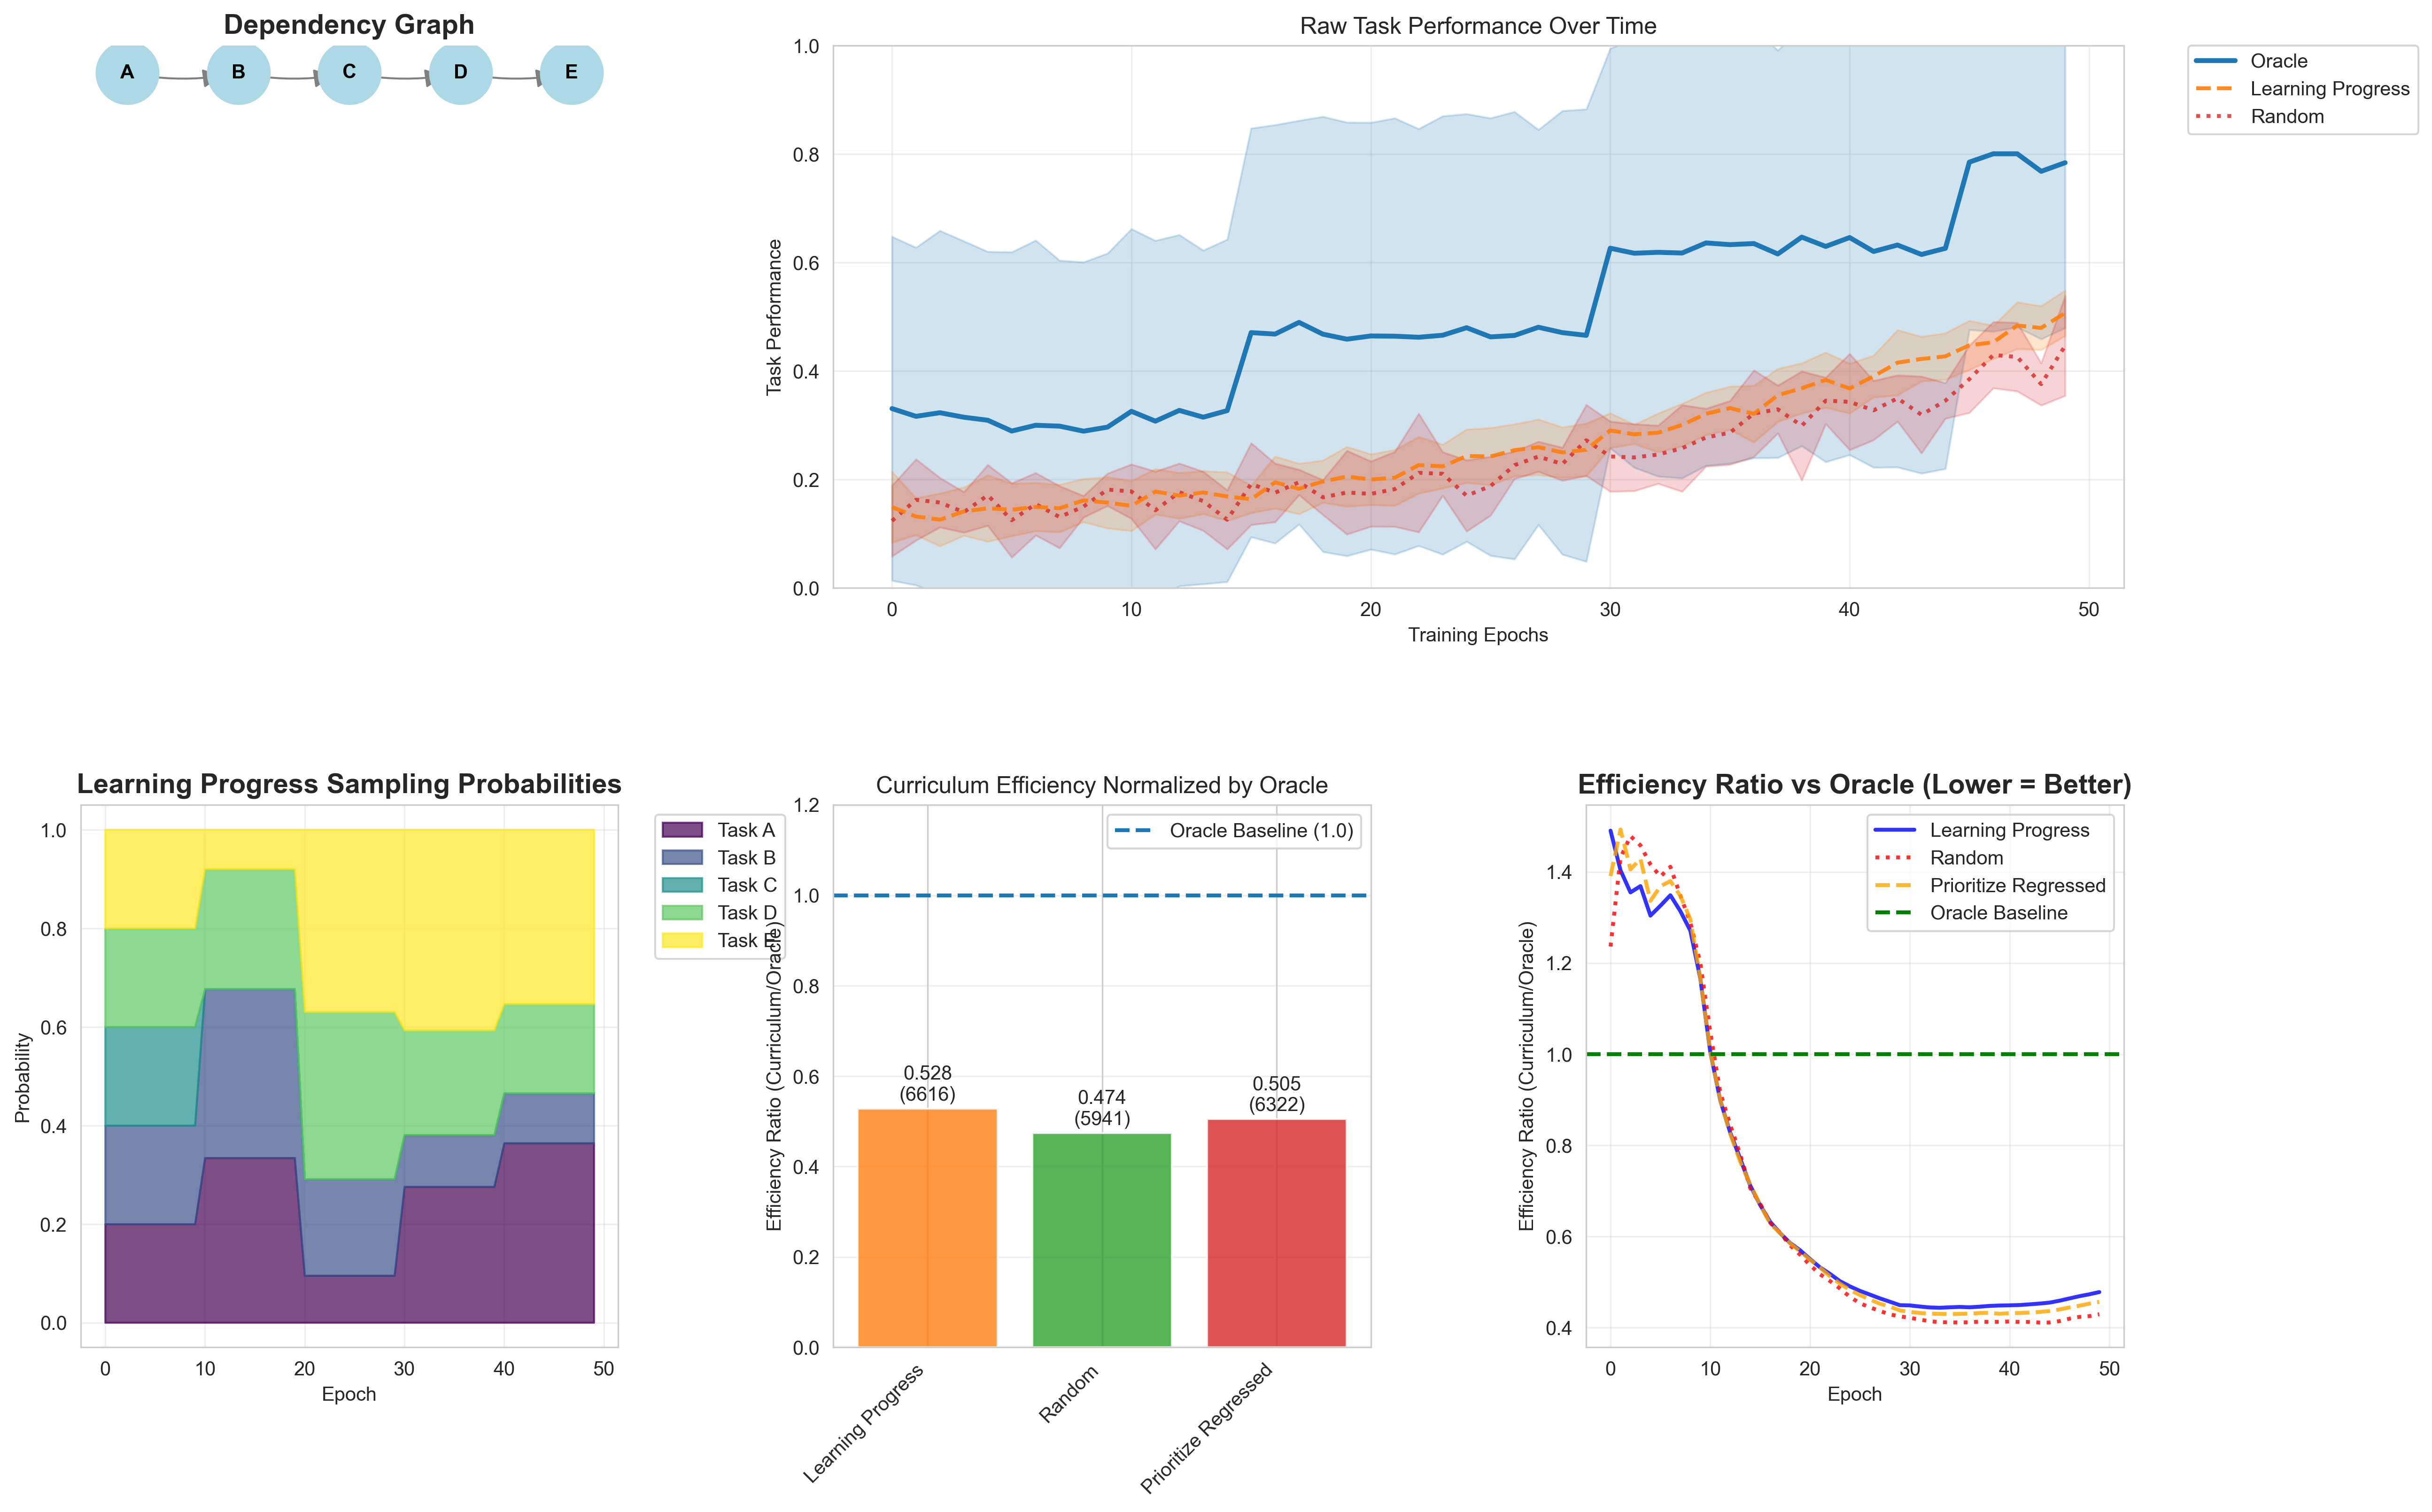 Dependency Graph
A
B
C
D
E
Raw Task Performance Over Time
Task Performance
1.0
0.8
0.6
0.4
0.2
0.0
0
10
20
30
40
50
Training Epochs
Oracle
Learning Progress
Random
Learning Progress Sampling Probabilities
Probability
1.0
0.8
0.6
0.4
0.2
0.0
0
10
20
30
40
50
Epoch
Task A
Task B
Task C
Task D
Task E
Curriculum Efficiency Normalized by Oracle
Efficiency Ratio (Curriculum/Oracle)
1.2
1.0
0.8
0.6
0.4
0.2
0.0
Oracle Baseline (1.0)
0.528
(6616)
0.474
(5941)
0.505
(6322)
Learning Progress
Random
Prioritize Regressed
Efficiency Ratio vs Oracle (Lower = Better)
Efficiency Ratio (Curriculum/Oracle)
1.4
1.2
1.0
0.8
0.6
0.4
0
10
20
30
40
50
Epoch
Learning Progress
Random
Prioritize Regressed
Oracle Baseline